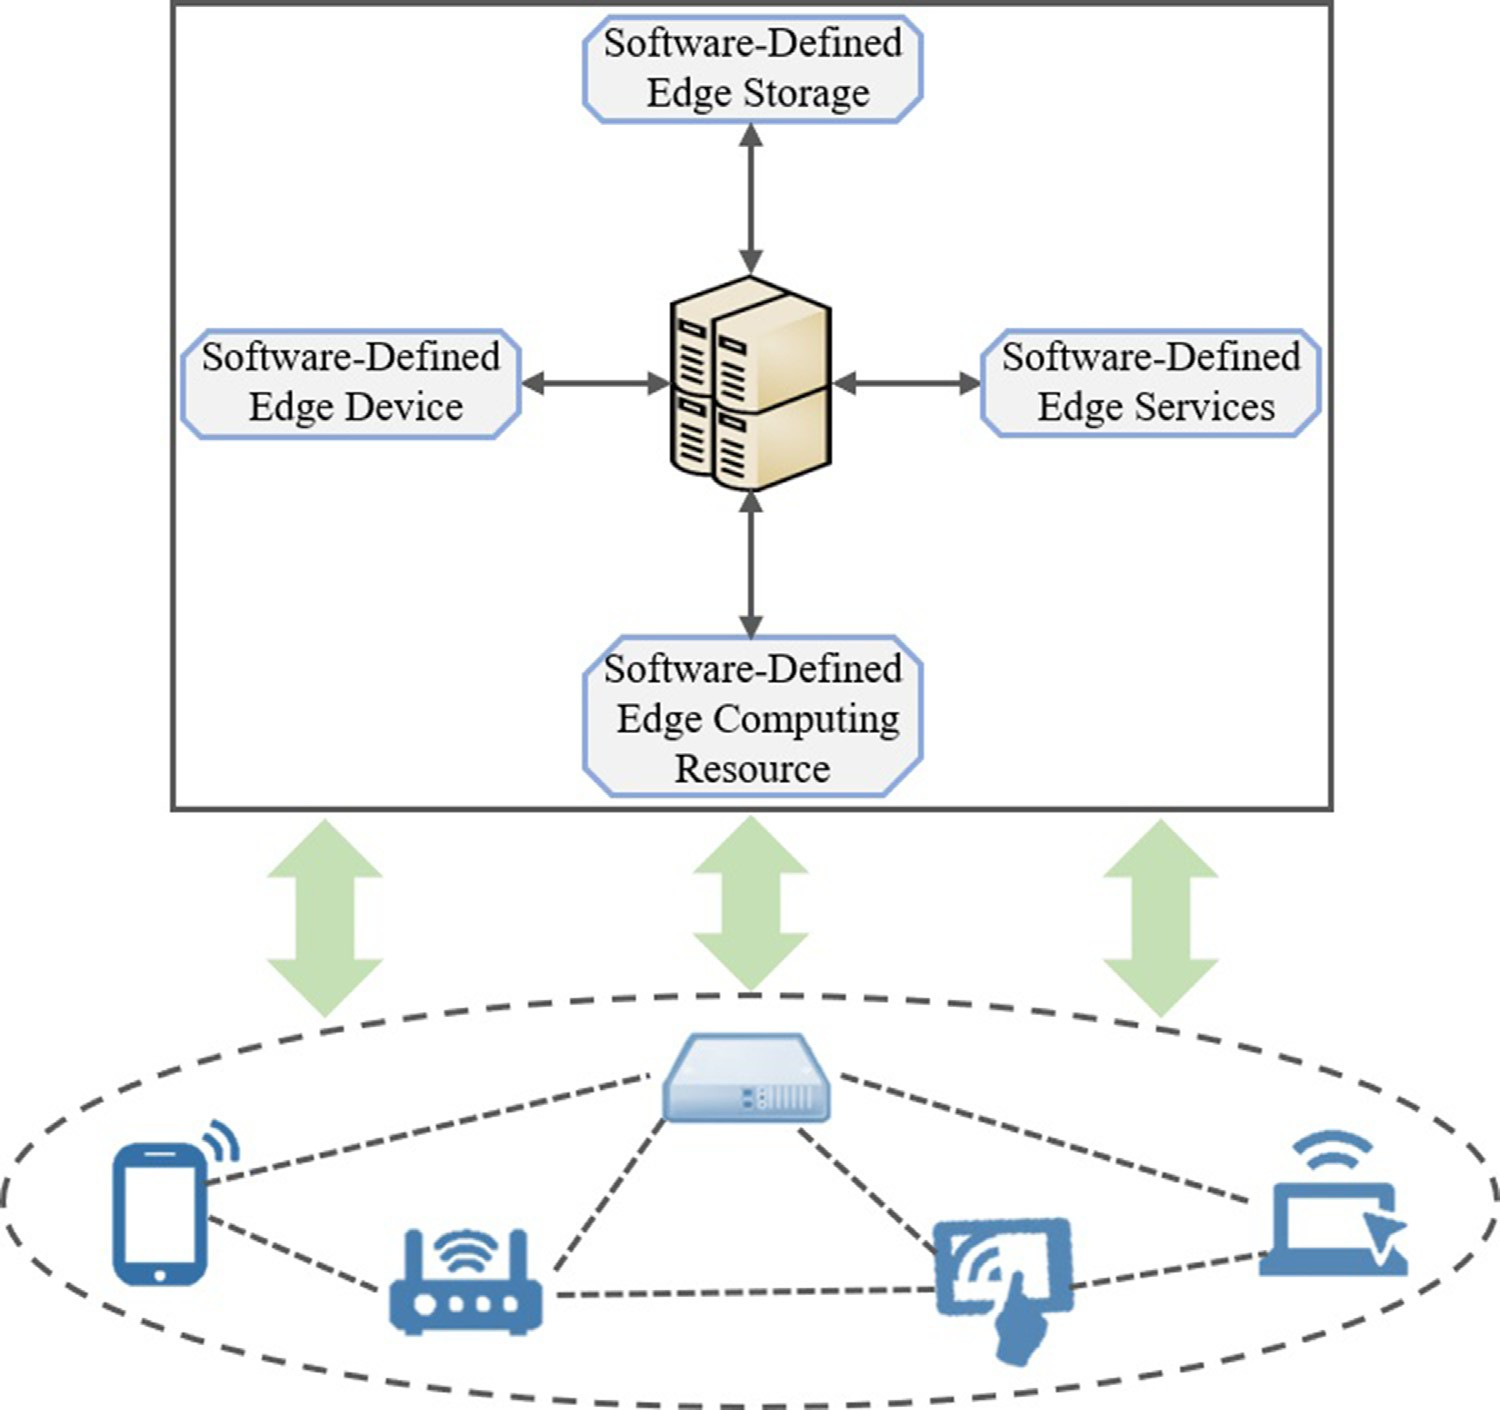 Software-Defined
Edge Storage
Software-Defined
Edge Device
Software-Defined
Edge Services
Software-Defined
Edge Computing
Resource